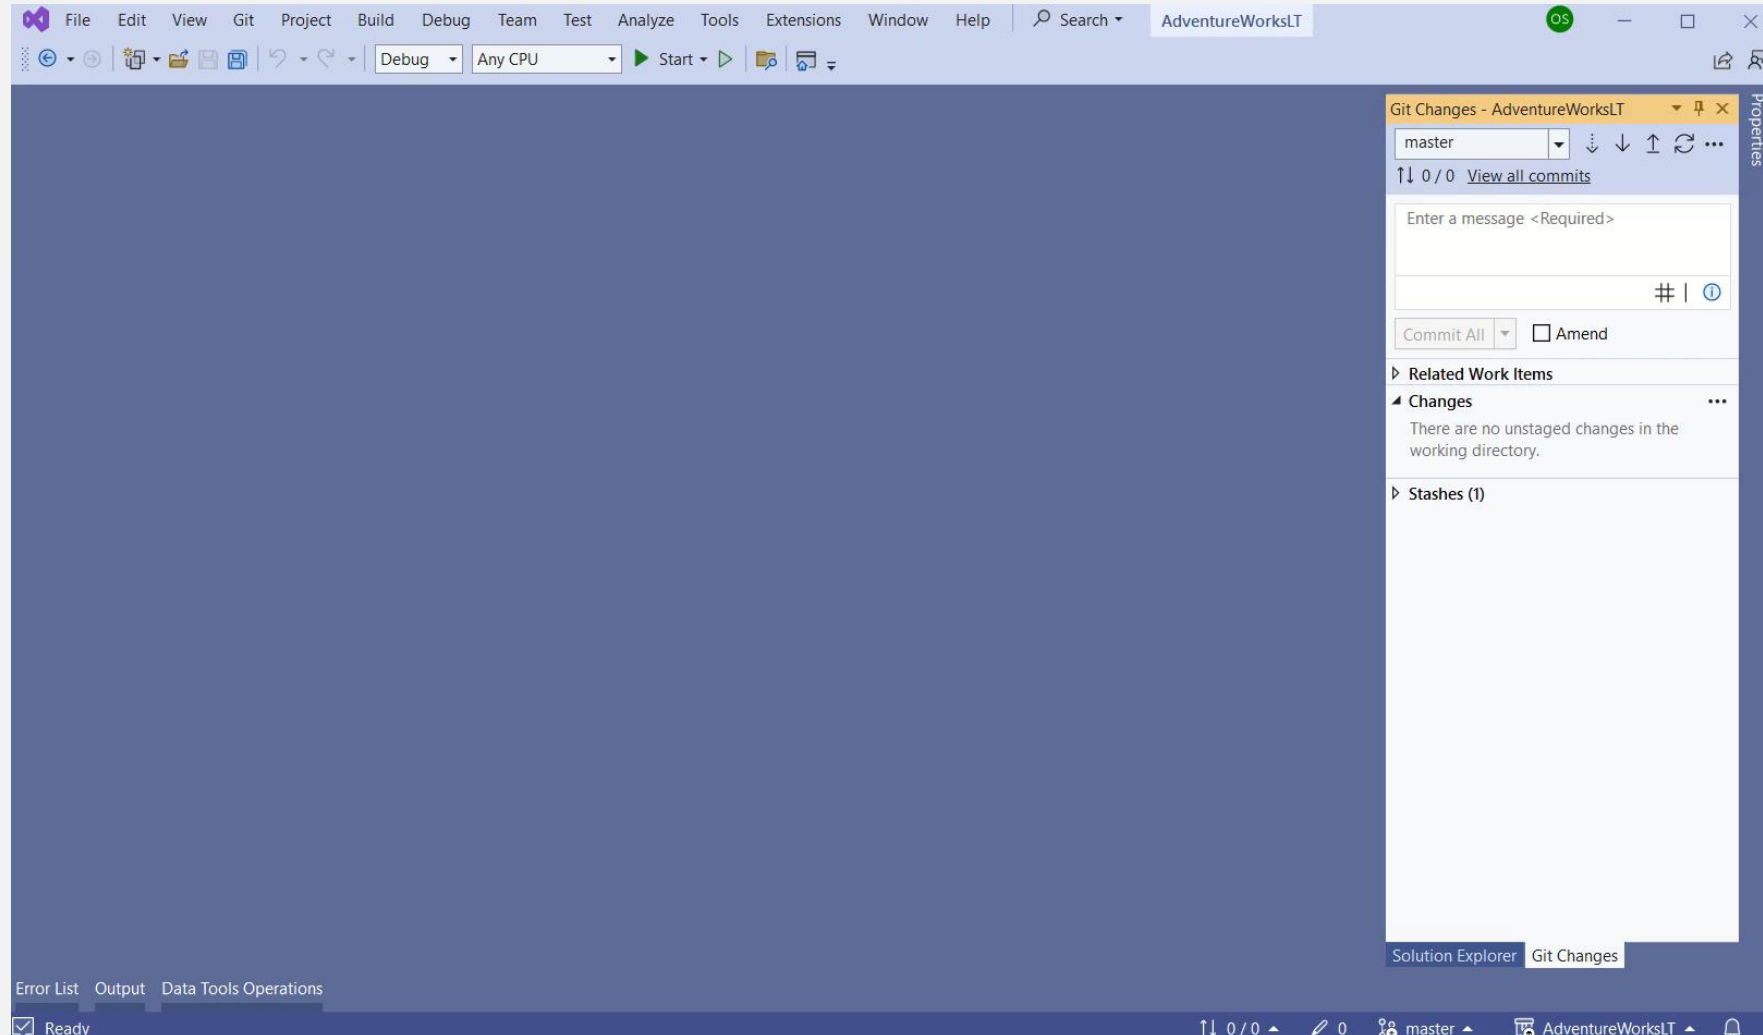 File Edit View Git Project Build Debug Team Test Analyze Tools Extensions Window Help Search AdventureWorksLT OS
Debug Any CPU Start
Git Changes - AdventureWorksLT
Properties
master
0 / 0 View all commits
Enter a message <Required>
Commit All Amend
Related Work Items
Changes
There are no unstaged changes in the
working directory.
Stashes (1)
Solution Explorer Git Changes
Error List Output Data Tools Operations
Ready 0 / 0 0 master AdventureWorksLT